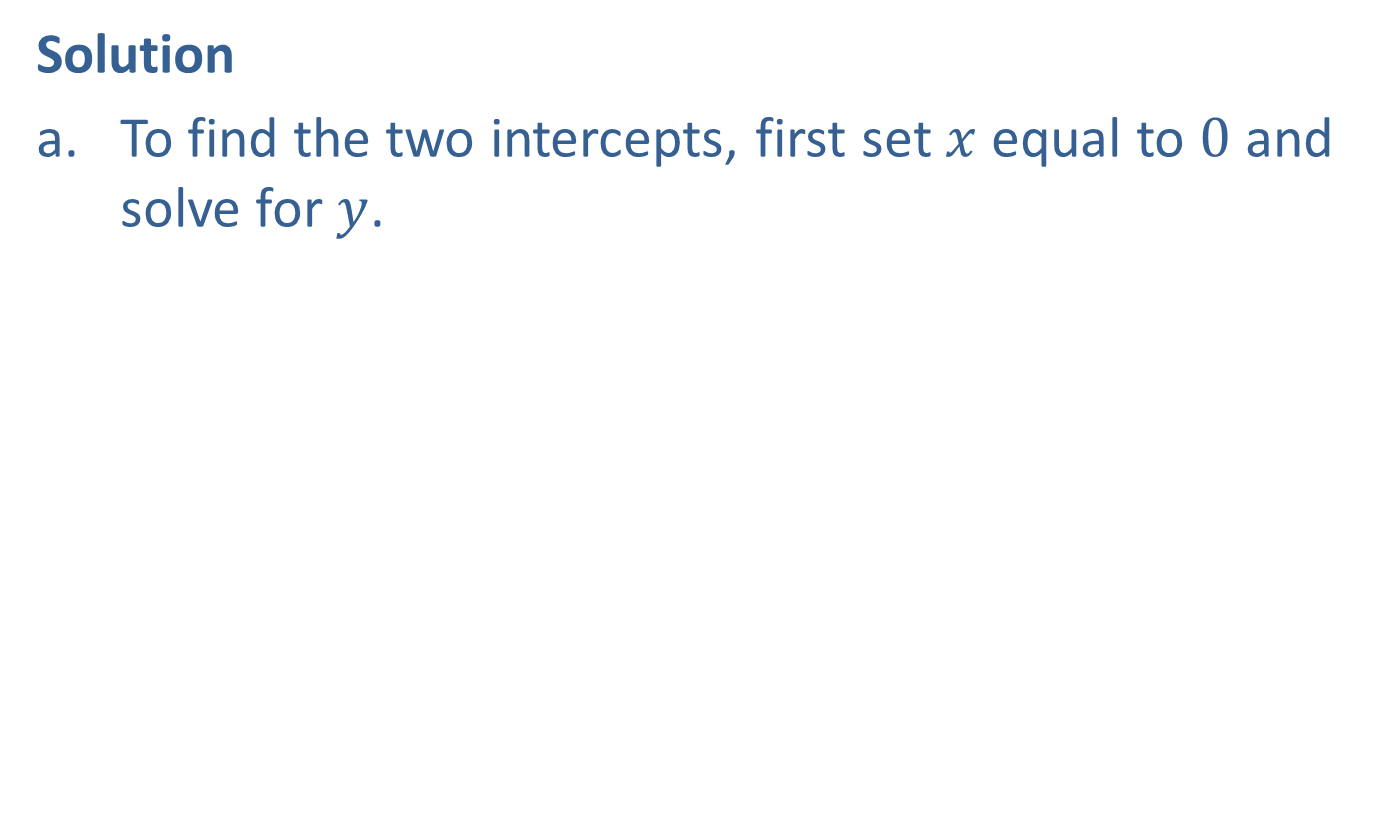 Solution
a. To find the two intercepts, first set x equal to 0 and
solve for y.